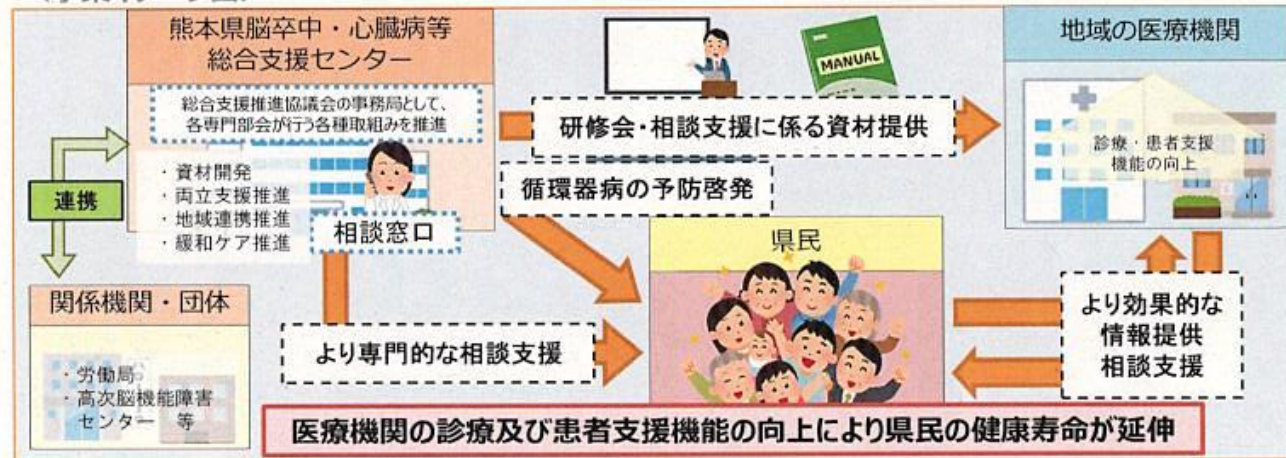 熊本県脳卒中・心臓病等
総合支援センター
総合支援推進協議会の事務局として、
各専門部会が行う各種取組みを推進
・資材開発
・両立支援推進
・地域連携推進
・緩和ケア推進
相談窓口
連携
関係機関・団体
・労働局
・高次脳機能障害
センター 等
MANUAL
研修会・相談支援に係る資材提供
循環器病の予防啓発
より専門的な相談支援
県民
地域の医療機関
診療・患者支援
機能の向上
より効果的な
情報提供
相談支援
医療機関の診療及び患者支援機能の向上により県民の健康寿命が延伸